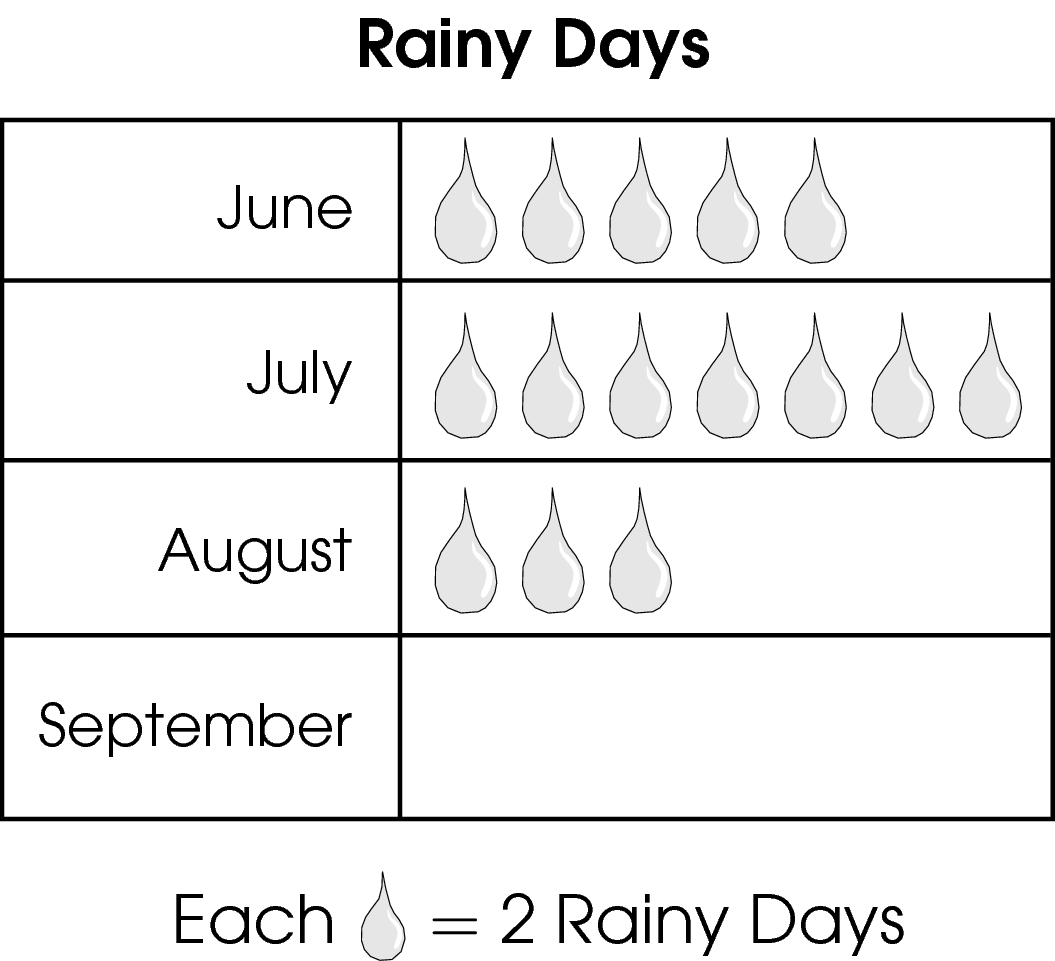 Rainy Days
June
July
August
September
Each = 2 Rainy Days